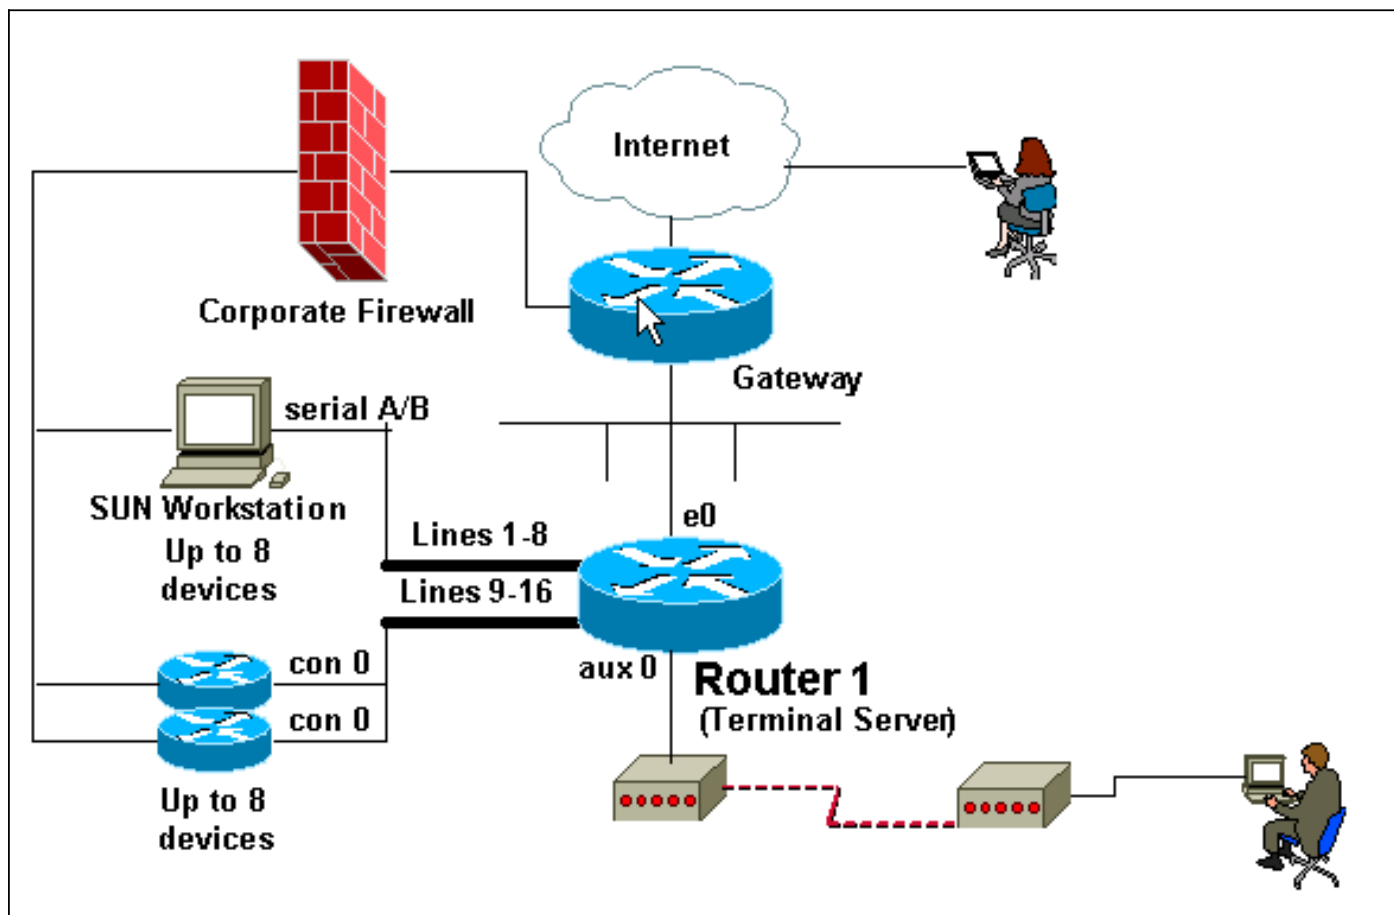 Internet
Corporate Firewall
Gateway
serial A/B
SUN Workstation
Up to 8
devices
e0
Lines 1-8
Lines 9-16
aux 0
Router 1
(Terminal Server)
con 0
con 0
Up to 8
devices